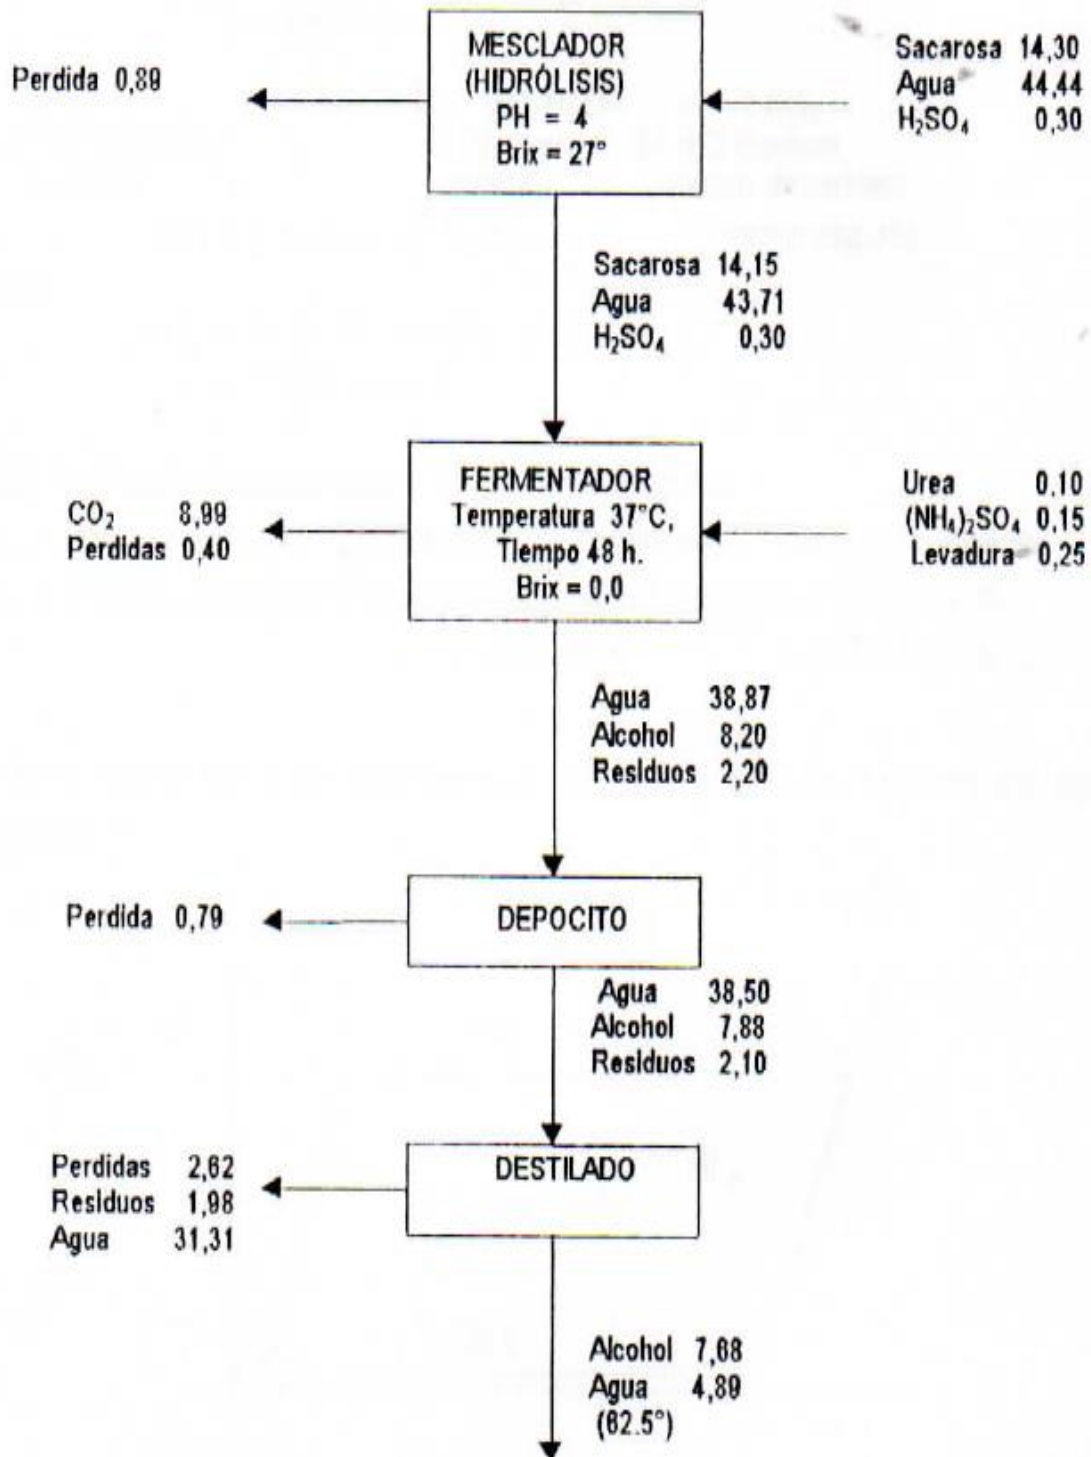 MESCLADOR
(HIDRÓLISIS)
PH = 4
Brix = 27°
Perdida 0,89
Sacarosa 14,30
Agua 44,44
H₂SO₄ 0,30
Sacarosa 14,15
Agua 43,71
H₂SO₄ 0,30
FERMENTADOR
Temperatura 37°C,
Tiempo 48 h.
Brix = 0,0
CO₂ 8,99
Perdidas 0,40
Urea 0,10
(NH₄)₂SO₄ 0,15
Levadura 0,25
Agua 38,87
Alcohol 8,20
Resíduos 2,20
DEPOCITO
Perdida 0,79
Agua 38,50
Alcohol 7,88
Resíduos 2,10
DESTILADO
Perdidas 2,62
Resíduos 1,98
Agua 31,31
Alcohol 7,68
Agua 4,89
(62.5°)